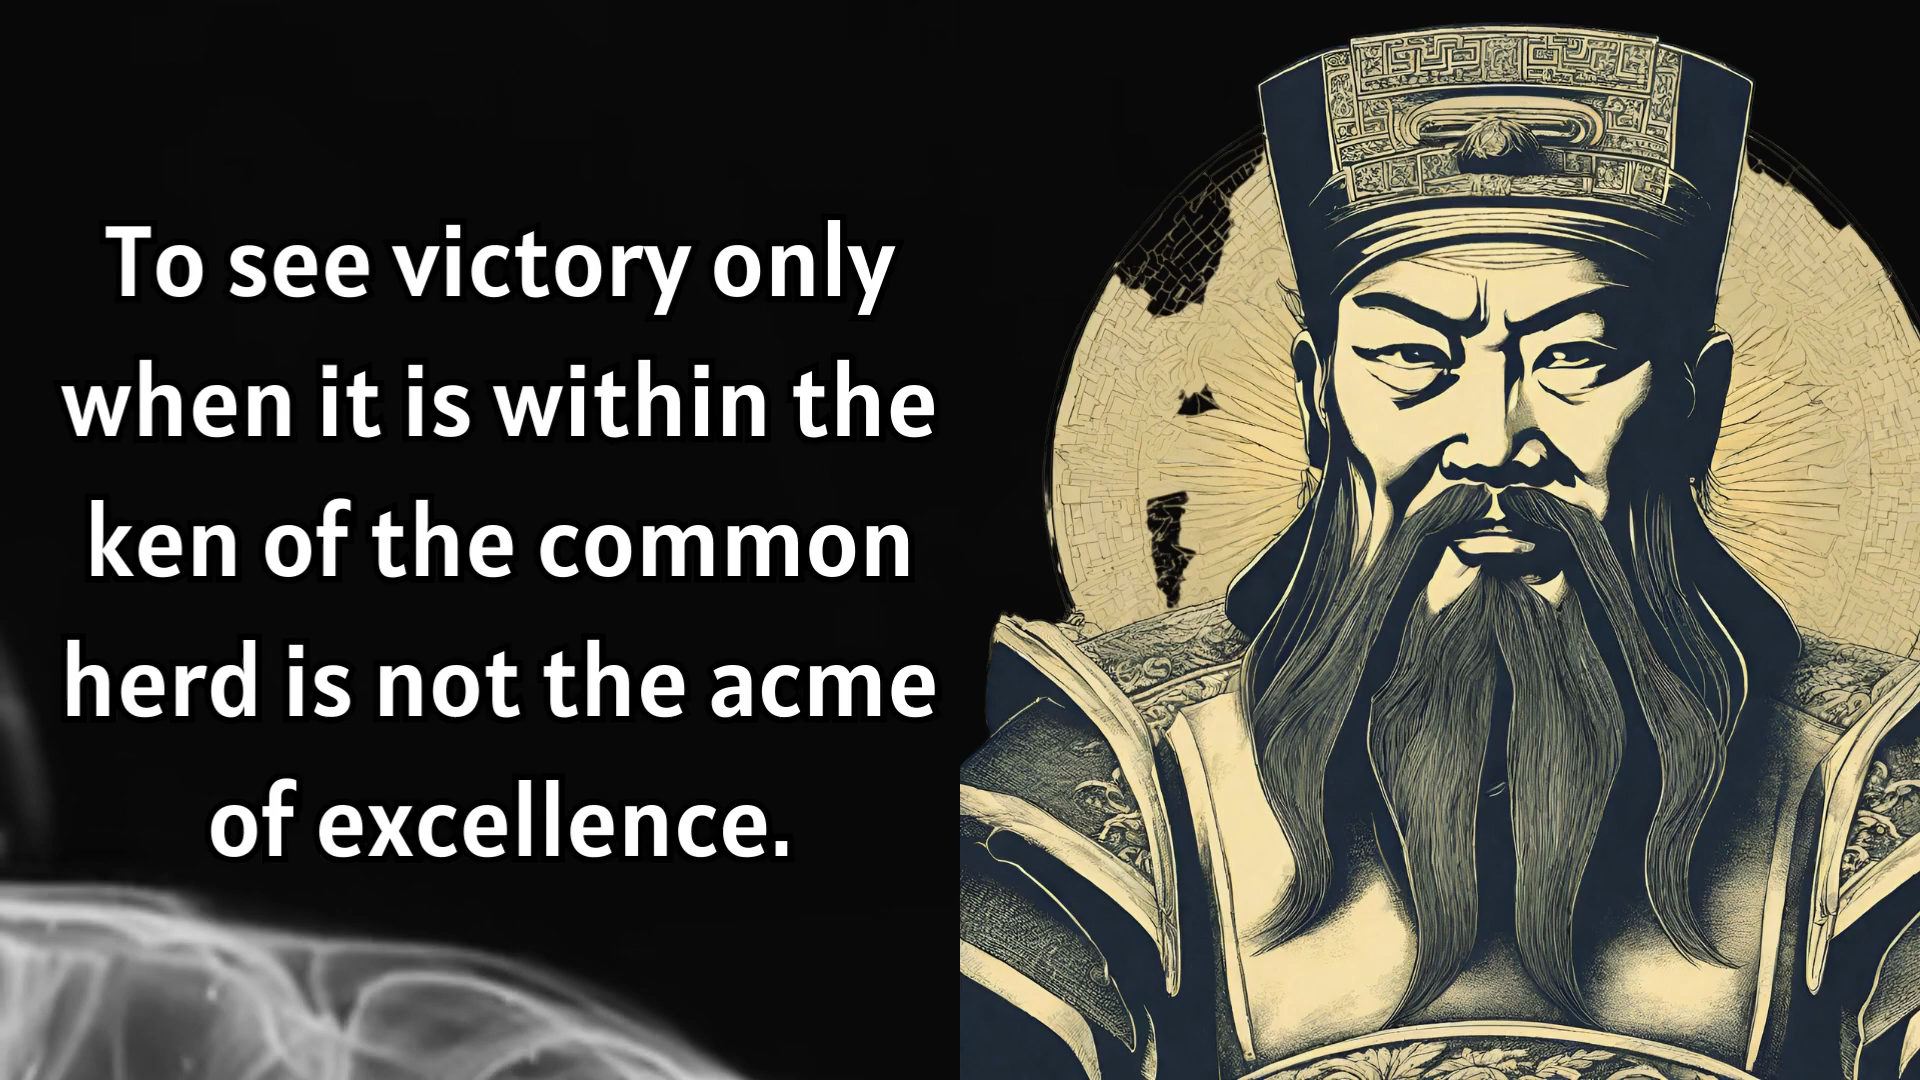 To see victory only
when it is within the
ken of the common
herd is not the acme
of excellence.